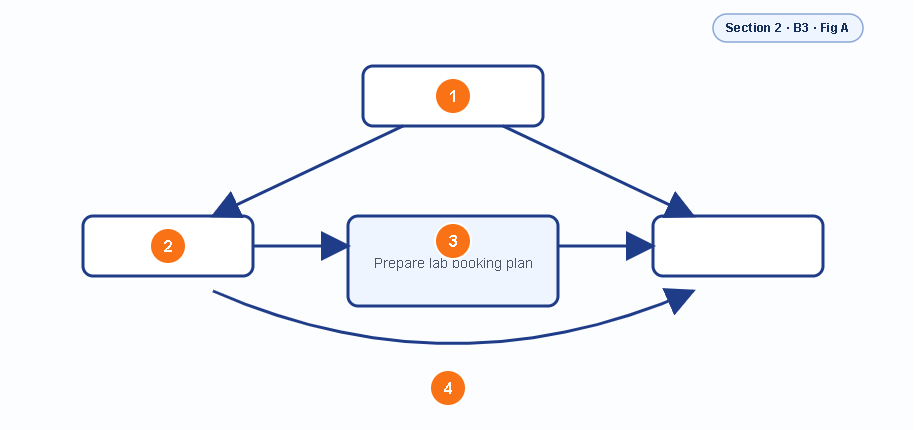 Section 2 · B3 · Fig A
1
2
3
Prepare lab booking plan
4